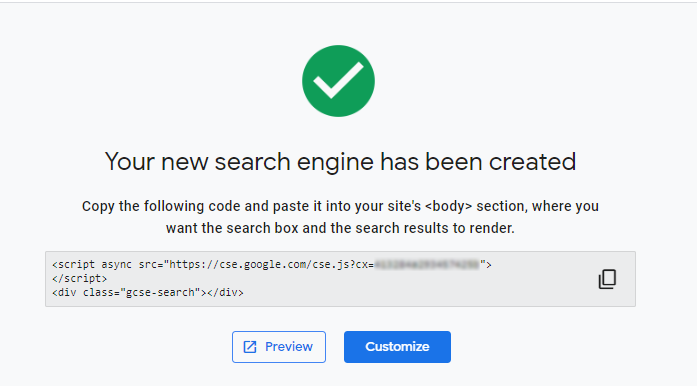 Your new search engine has been created
Copy the following code and paste it into your site's <body> section, where you
want the search box and the search results to render.
<script async src="https://cse.google.com/cse.js?cx= ">
</script>
<div class="gcse-search"></div>
Preview Customize